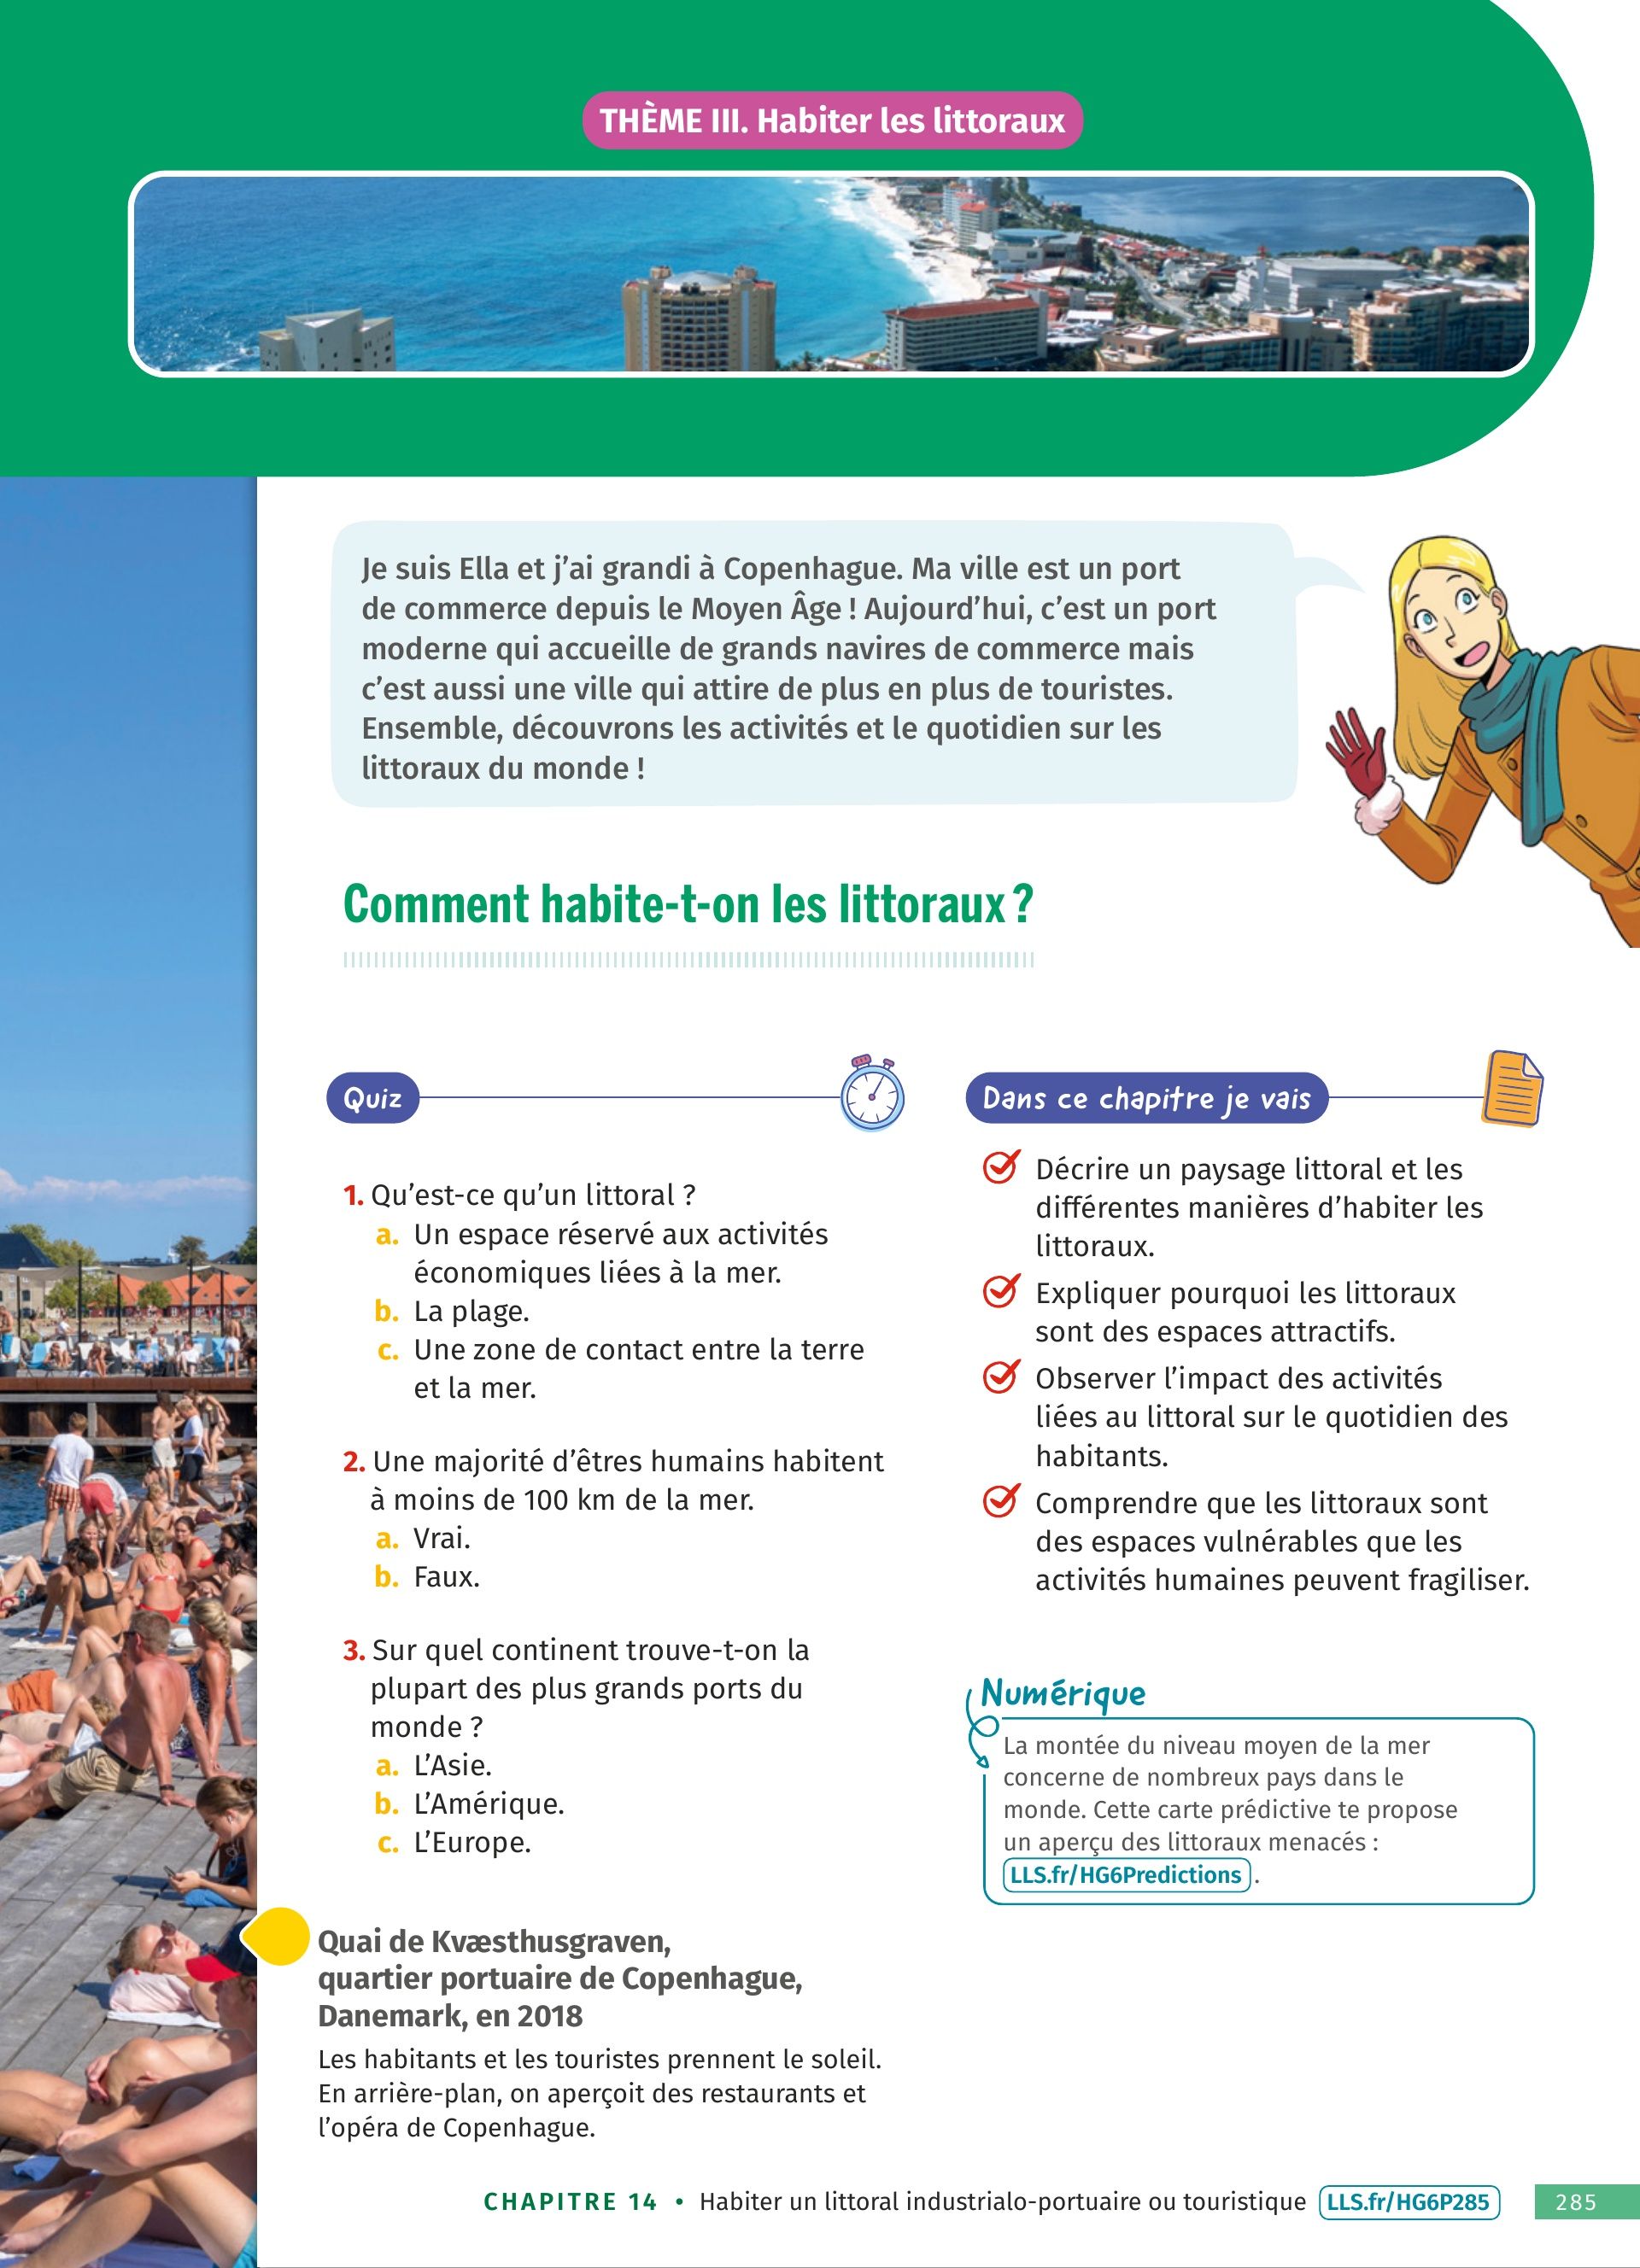 THÈME III. Habiter les littoraux
Je suis Ella et j’ai grandi à Copenhague. Ma ville est un port
de commerce depuis le Moyen Âge ! Aujourd’hui, c’est un port
moderne qui accueille de grands navires de commerce mais
c’est aussi une ville qui attire de plus en plus de touristes.
Ensemble, découvrons les activités et le quotidien sur les
littoraux du monde !
Comment habite-t-on les littoraux ?
Quiz
1. Qu’est-ce qu’un littoral ?
a. Un espace réservé aux activités
économiques liées à la mer.
b. La plage.
c. Une zone de contact entre la terre
et la mer.
2. Une majorité d’êtres humains habitent
à moins de 100 km de la mer.
a. Vrai.
b. Faux.
3. Sur quel continent trouve-t-on la
plupart des plus grands ports du
monde ?
a. L’Asie.
b. L’Amérique.
c. L’Europe.
Dans ce chapitre je vais
Décrire un paysage littoral et les
différentes manières d’habiter les
littoraux.
Expliquer pourquoi les littoraux
sont des espaces attractifs.
Observer l’impact des activités
liées au littoral sur le quotidien des
habitants.
Comprendre que les littoraux sont
des espaces vulnérables que les
activités humaines peuvent fragiliser.
Numérique
La montée du niveau moyen de la mer
concerne de nombreux pays dans le
monde. Cette carte prédictive te propose
un aperçu des littoraux menacés :
LLS.fr/HG6Predictions .
Quai de Kvæsthusgraven,
quartier portuaire de Copenhague,
Danemark, en 2018
Les habitants et les touristes prennent le soleil.
En arrière-plan, on aperçoit des restaurants et
l’opéra de Copenhague.
CHAPITRE 14 • Habiter un littoral industrialo-portuaire ou touristique LLS.fr/HG6P285 285